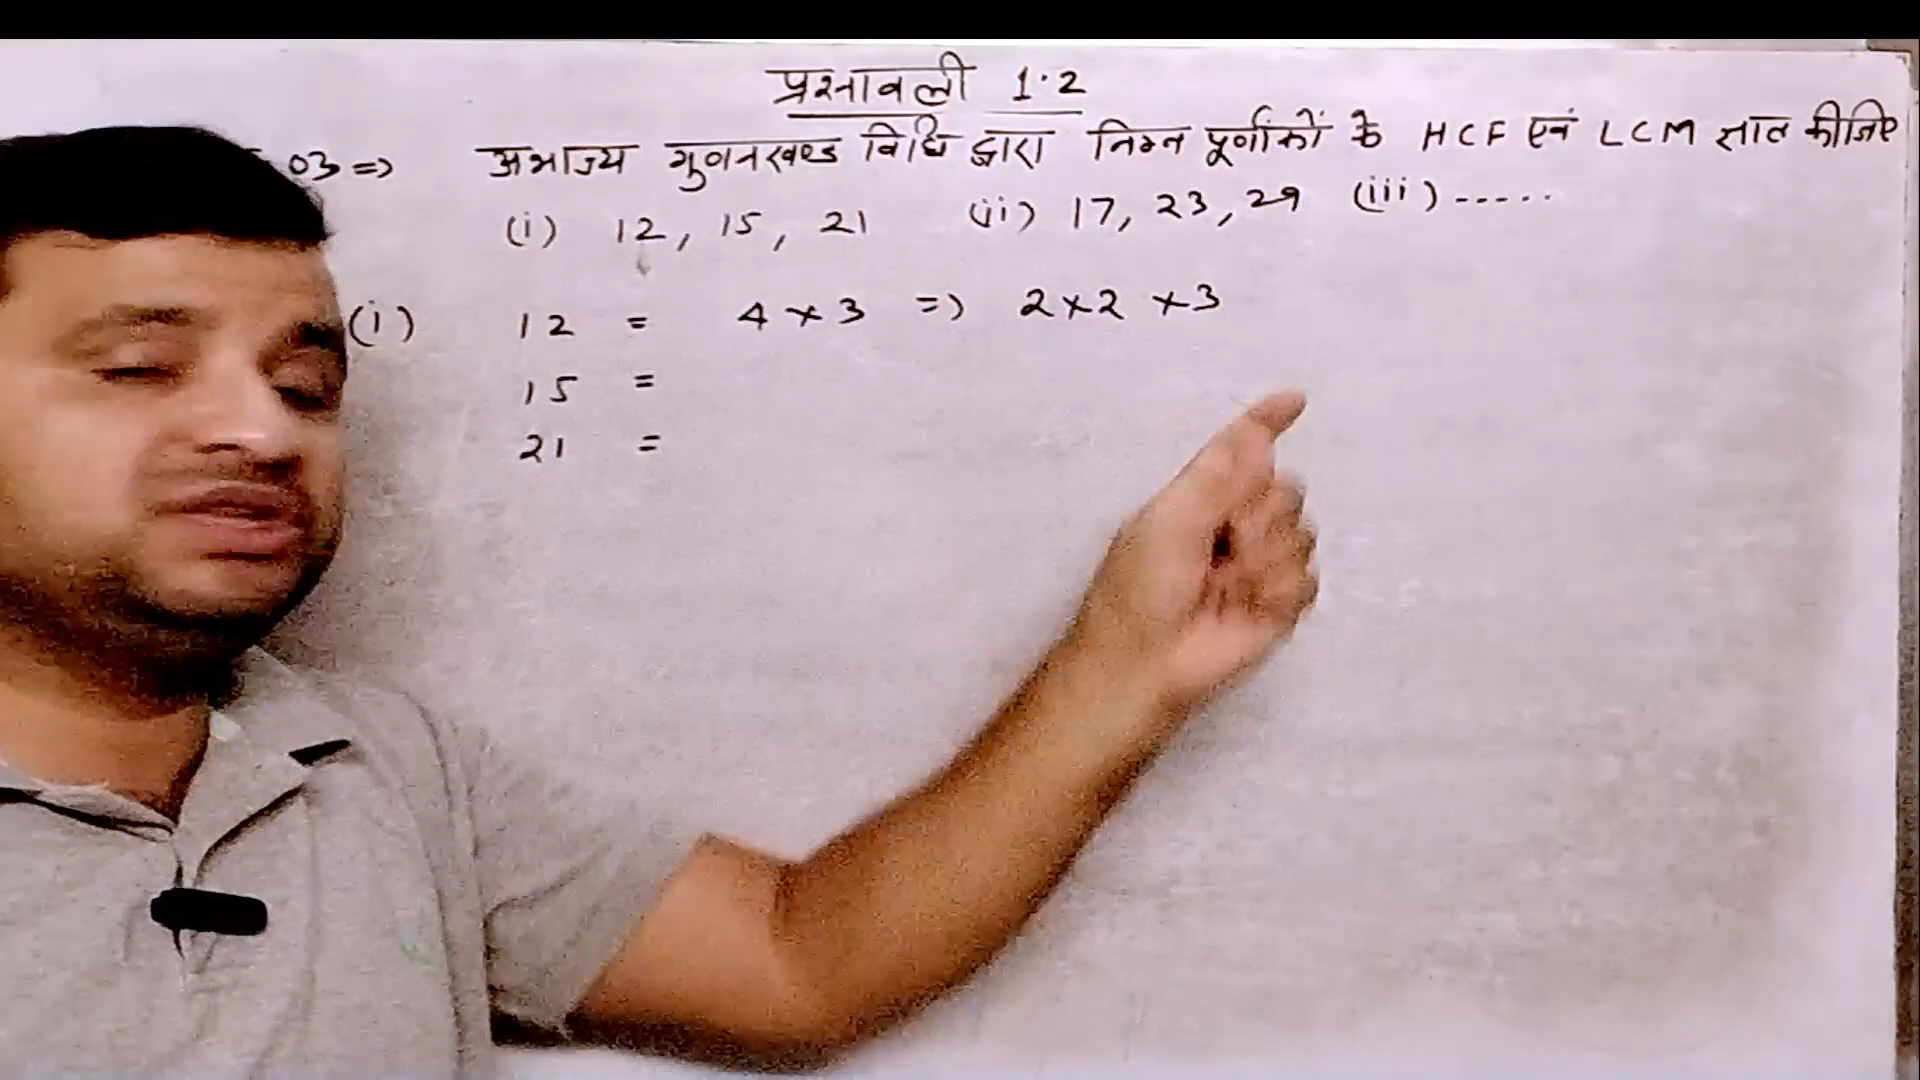 प्रश्नावली 1.2
03 => अभाज्य गुणनखण्ड विधि द्वारा निम्न पूर्णांकों के HCF एवं LCM ज्ञात कीजिए
(i) 12, 15, 21 (ii) 17, 23, 29 (iii) -----
(i) 12 = 4 × 3 => 2×2 ×3
15 =
21 =